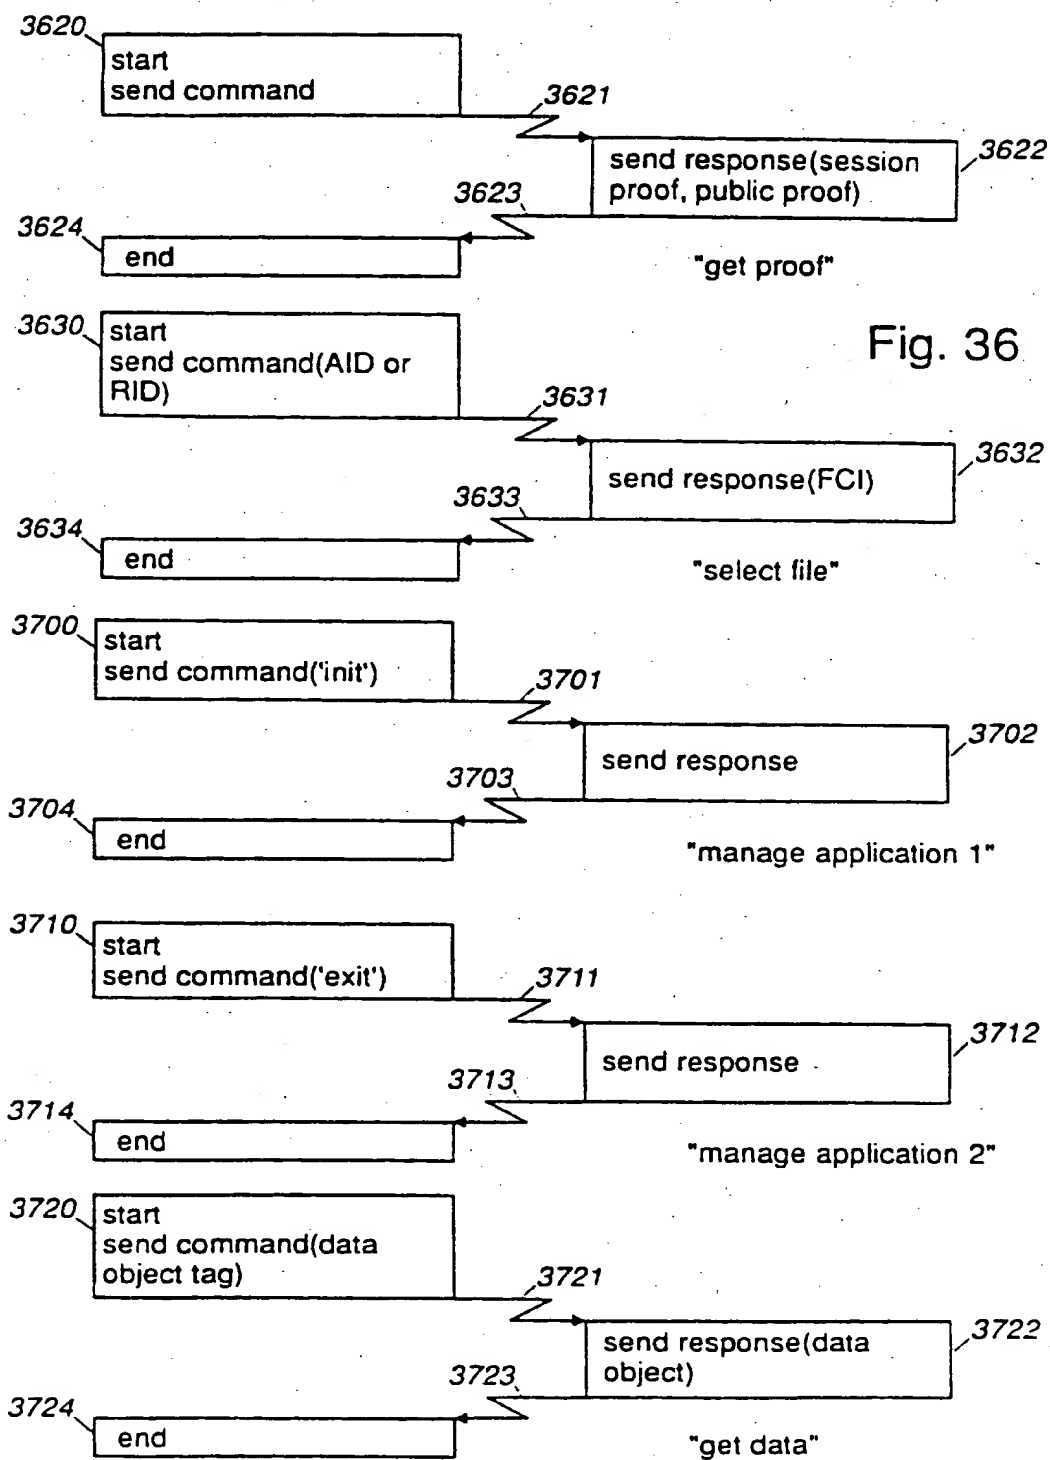 3620
start
send command
3621
send response(session
proof, public proof)
3622
3623
3624
end
"get proof"
Fig. 36
3630
start
send command(AID or
RID)
3631
send response(FCI)
3632
3633
3634
end
"select file"
3700
start
send command('init')
3701
send response
3702
3703
3704
end
"manage application 1"
3710
start
send command('exit')
3711
send response
3712
3713
3714
end
"manage application 2"
3720
start
send command(data
object tag)
3721
send response(data
object)
3722
3723
3724
end
"get data"